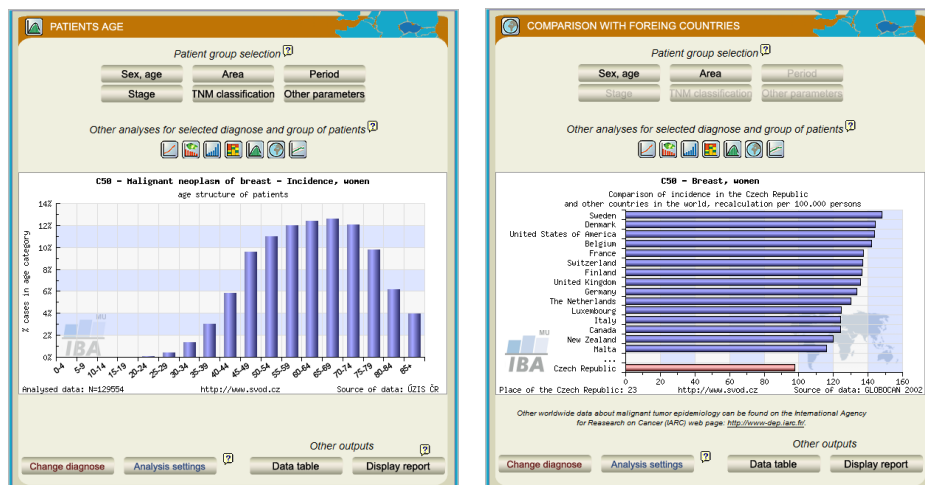 PATIENTS AGE
Patient group selection ?
Sex, age
Area
Period
Stage
TNM classification
Other parameters
Other analyses for selected diagnose and group of patients ?
C50 - Malignant neoplasm of breast - Incidence, women
age structure of patients
% cases in age category
14%
12%
10%
8%
6%
4%
2%
0%
0-4
5-9
10-14
15-19
20-24
25-29
30-34
35-39
40-44
45-49
50-54
55-59
60-64
65-69
70-74
75-79
80-84
85+
MU
IBA
Analysed data: N=129554
http://www.svod.cz
Source of data: ÚZIS ČR
Other outputs
?
?
Change diagnose
Analysis settings
Data table
Display report
COMPARISON WITH FOREING COUNTRIES
Patient group selection ?
Sex, age
Area
Period
Stage
TNM classification
Other parameters
Other analyses for selected diagnose and group of patients ?
C50 - Breast, women
Comparison of incidence in the Czech Republic
and other countries in the world, recalculation per 100.000 persons
Sweden
Denmark
United States of America
Belgium
France
Switzerland
Finland
United Kingdom
Germany
The Netherlands
Luxembourg
Italy
Canada
New Zealand
Malta
...
Czech Republic
MU
IBA
0
20
40
60
80
100
120
140
160
Place of the Czech Republic: 23
http://www.svod.cz
Source of data: GLOBOCAN 2002
Other worldwide data about malignant tumor epidemiology can be found on the International Agency
for Reasearch on Cancer (IARC) web page: http://www-dep.iarc.fr/.
Other outputs
?
Change diagnose
Analysis settings
Data table
Display report